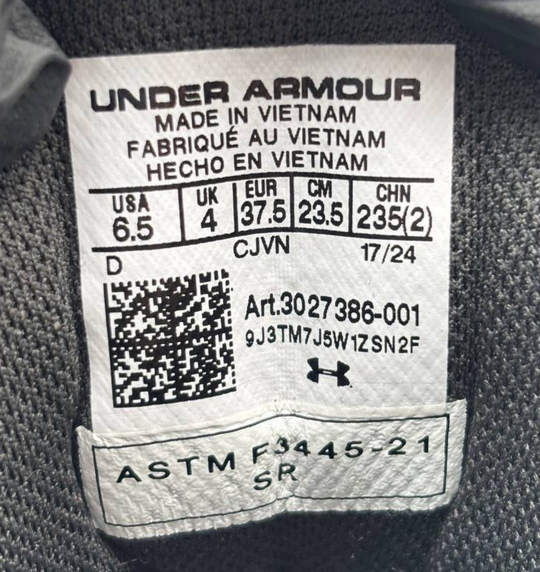 UNDER ARMOUR
MADE IN VIETNAM
FABRIQUÉ AU VIETNAM
HECHO EN VIETNAM
USA UK EUR CM CHN
6.5 4 37.5 23.5 235(2)
D CJVN 17/24
Art.3027386-001
9J3TM7J5W1ZSN2F
ASTM F3445-21
SR